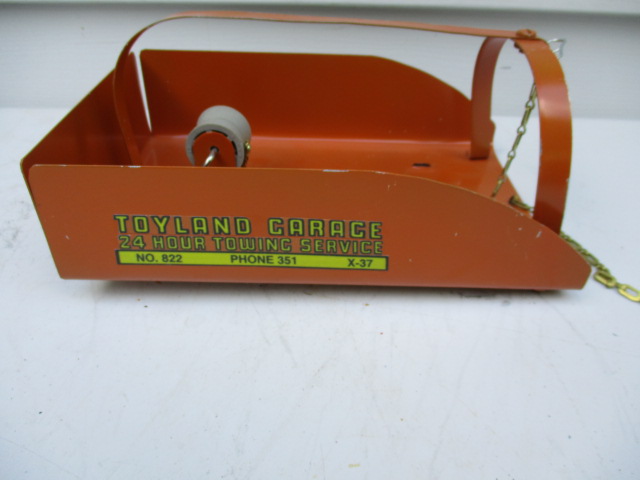 TOYLAND GARAGE
24 HOUR TOWING SERVICE
NO. 822 PHONE 351 X-37